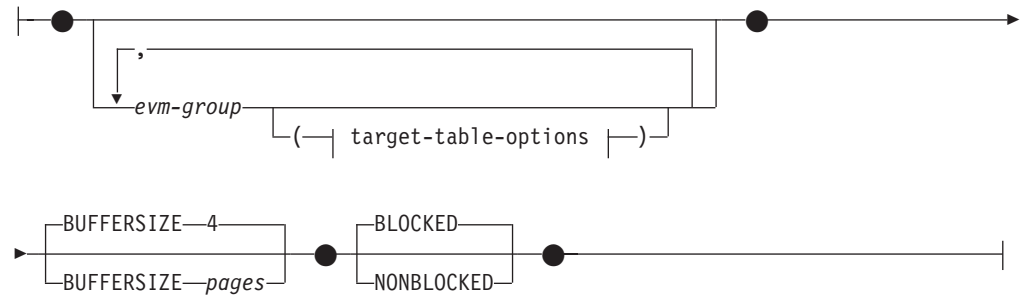 ,
evm-group
( target-table-options )
BUFFERSIZE 4 BLOCKED
BUFFERSIZE pages NONBLOCKED